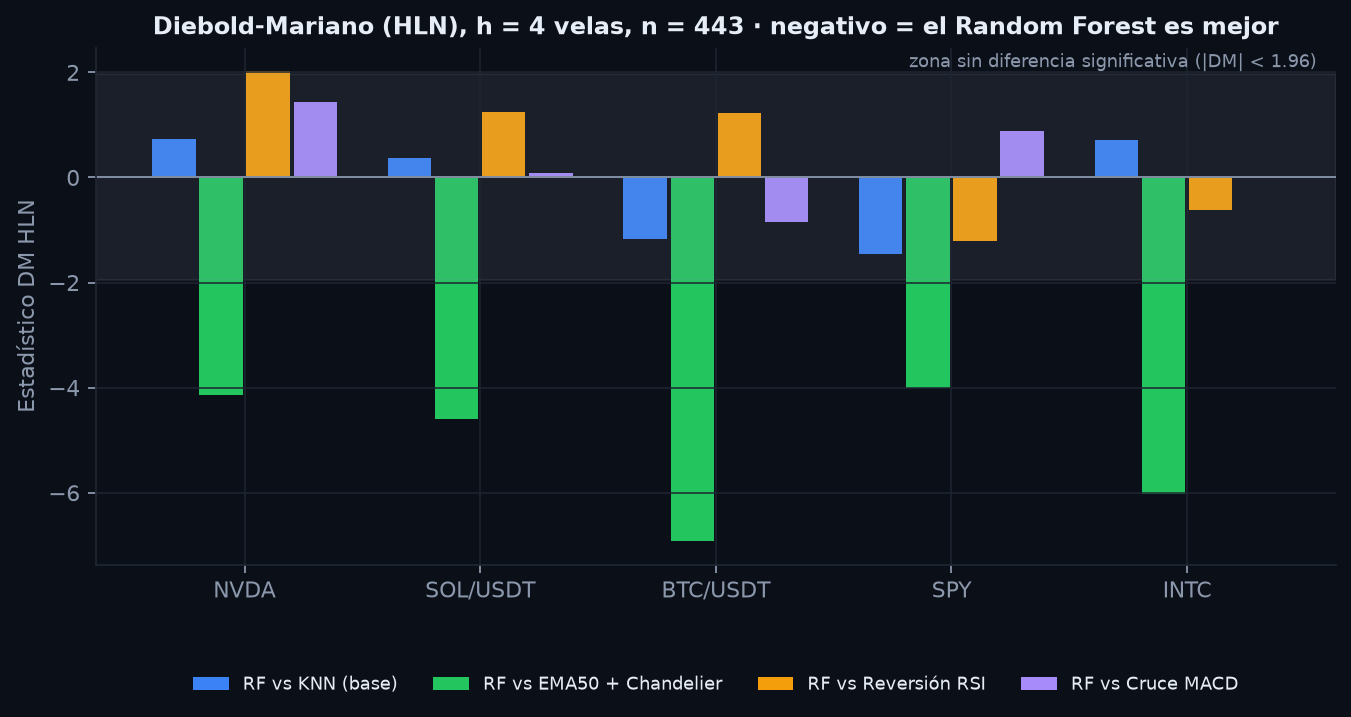 Diebold-Mariano (HLN), h = 4 velas, n = 443 · negativo = el Random Forest es mejor
zona sin diferencia significativa (|DM| < 1.96)
Estadístico DM HLN
2
0
−2
−4
−6
NVDA
SOL/USDT
BTC/USDT
SPY
INTC
RF vs KNN (base)
RF vs EMA50 + Chandelier
RF vs Reversión RSI
RF vs Cruce MACD